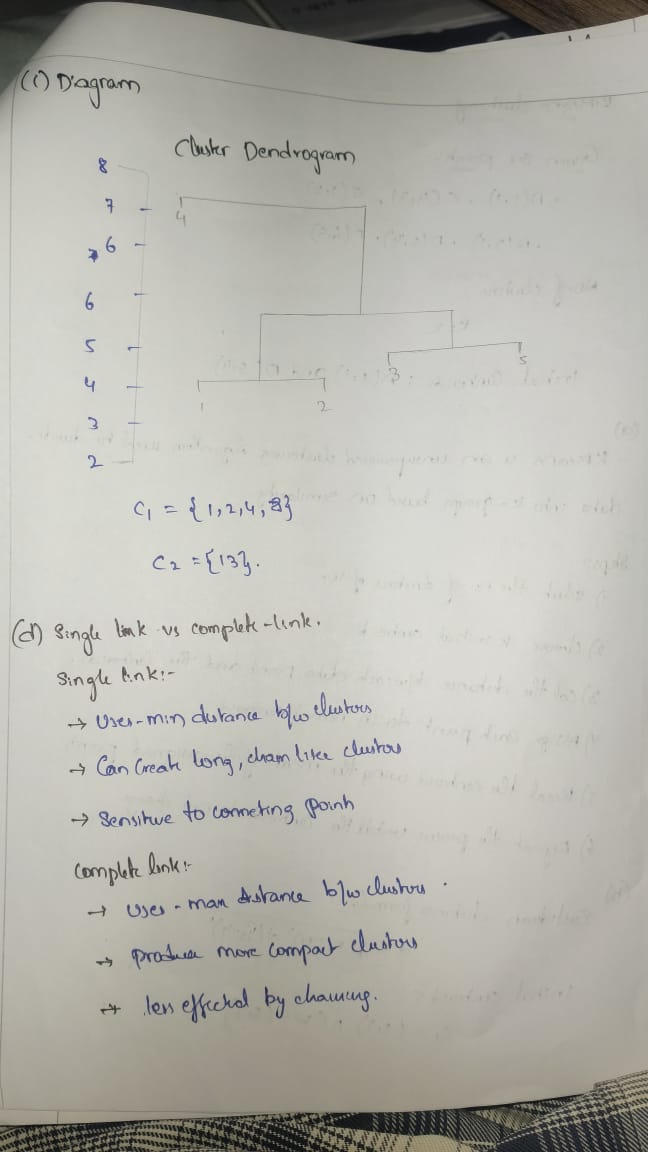 (i) Diagram
Cluster Dendrogram
8
7
6
6
5
4
3
2
4
3
5
1
2
C1 = {1,2,4,8}
C2 = {13}.
(d) Single link vs complete-link.
Single link:-
→ Uses-min distance b/w clusters
→ Can Create long, chain like clusters
→ Sensitive to conneting points
Complete link:-
→ Uses - max distance b/w clusters.
→ produce more compact clusters
→ less effected by chaining.